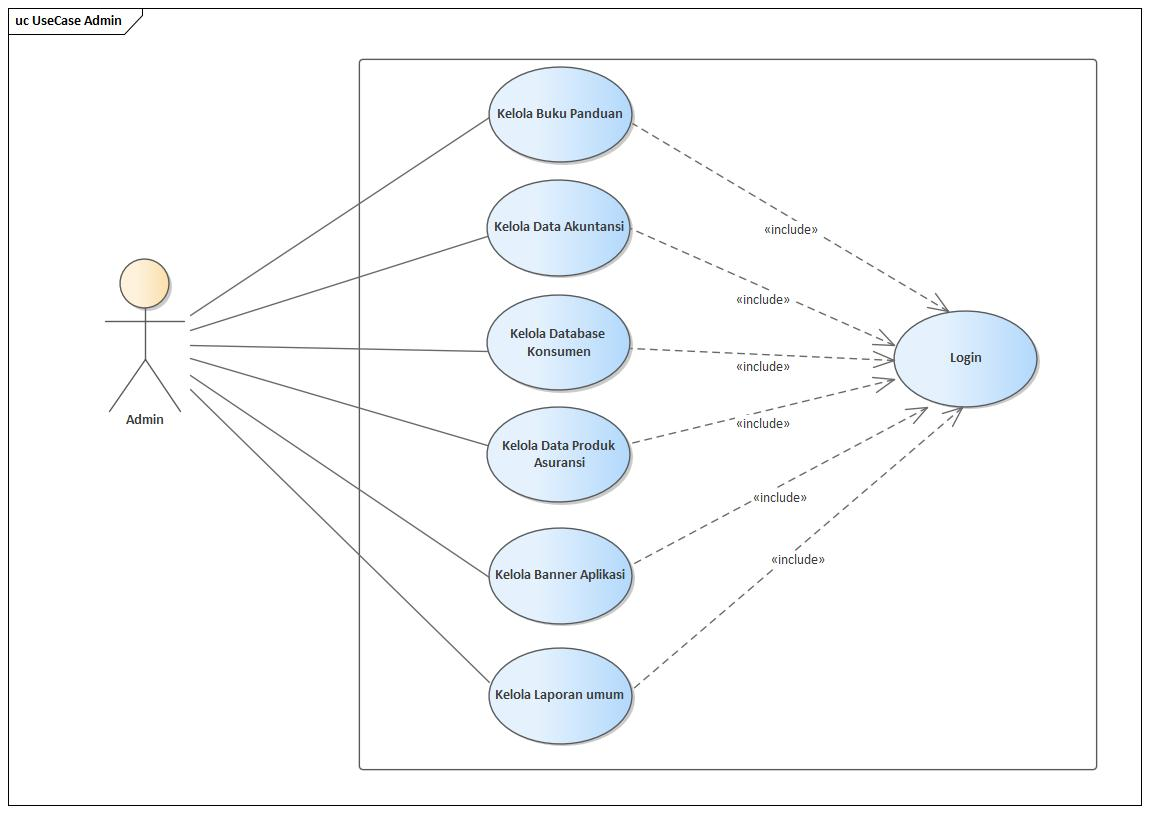 uc UseCase Admin
Kelola Buku Panduan
«include»
Kelola Data Akuntansi
«include»
Kelola Database
Konsumen
«include»
Login
Admin
Kelola Data Produk
Asuransi
«include»
Kelola Banner Aplikasi
«include»
Kelola Laporan umum
«include»